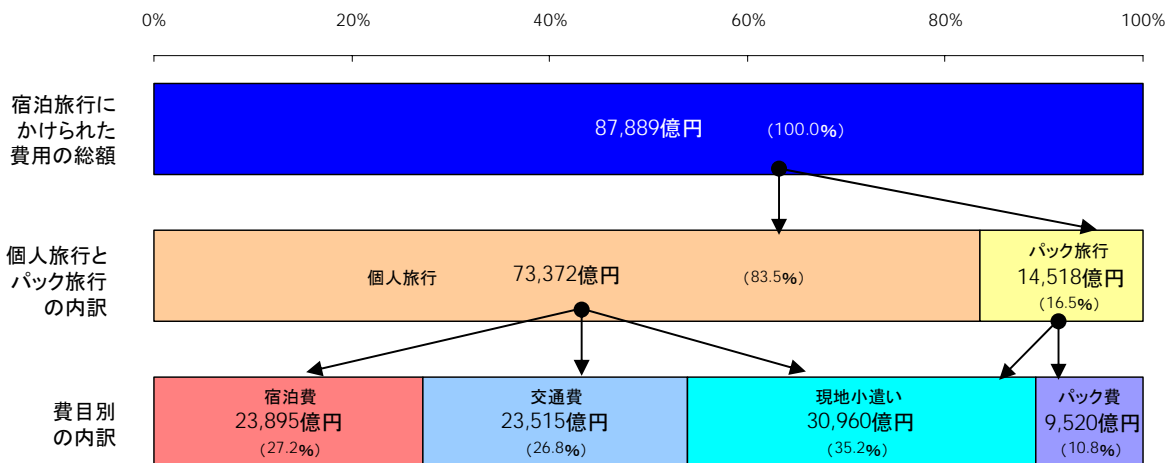 0% 20% 40% 60% 80% 100%
宿泊旅行に
かけられた
費用の総額
87,889億円 (100.0%)
個人旅行と
パック旅行
の内訳
個人旅行 73,372億円 (83.5%)
パック旅行
14,518億円
(16.5%)
費目別
の内訳
宿泊費
23,895億円
(27.2%)
交通費
23,515億円
(26.8%)
現地小遣い
30,960億円
(35.2%)
パック費
9,520億円
(10.8%)